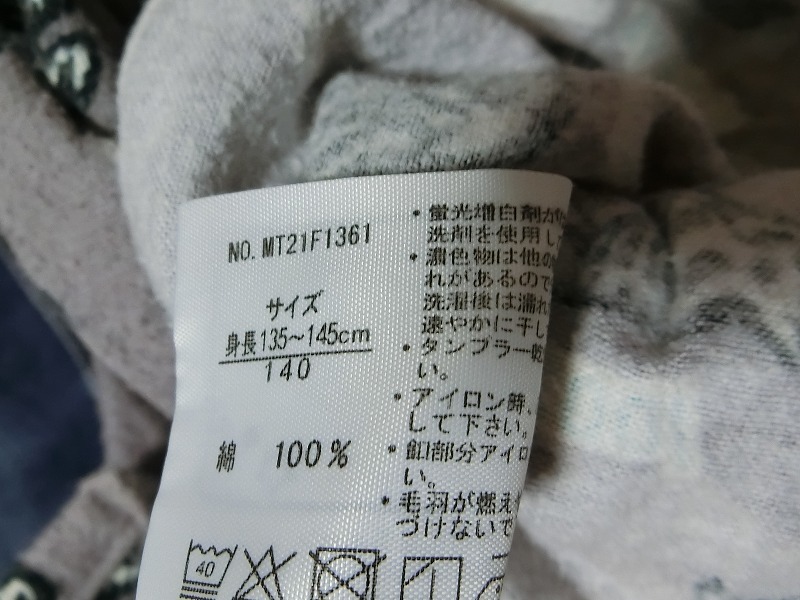 NO. MT21F1361
サイズ
身長135～145cm
140
綿 100%
40
・蛍光増白剤が
洗剤を使用し
・濃色物は他の
れがあるので
洗濯後は濡れ
速やかに干し
・タンブラー乾
い。
・アイロン時、
して下さい。
・釦部分アイロ
い。
・毛羽が燃え
づけないで